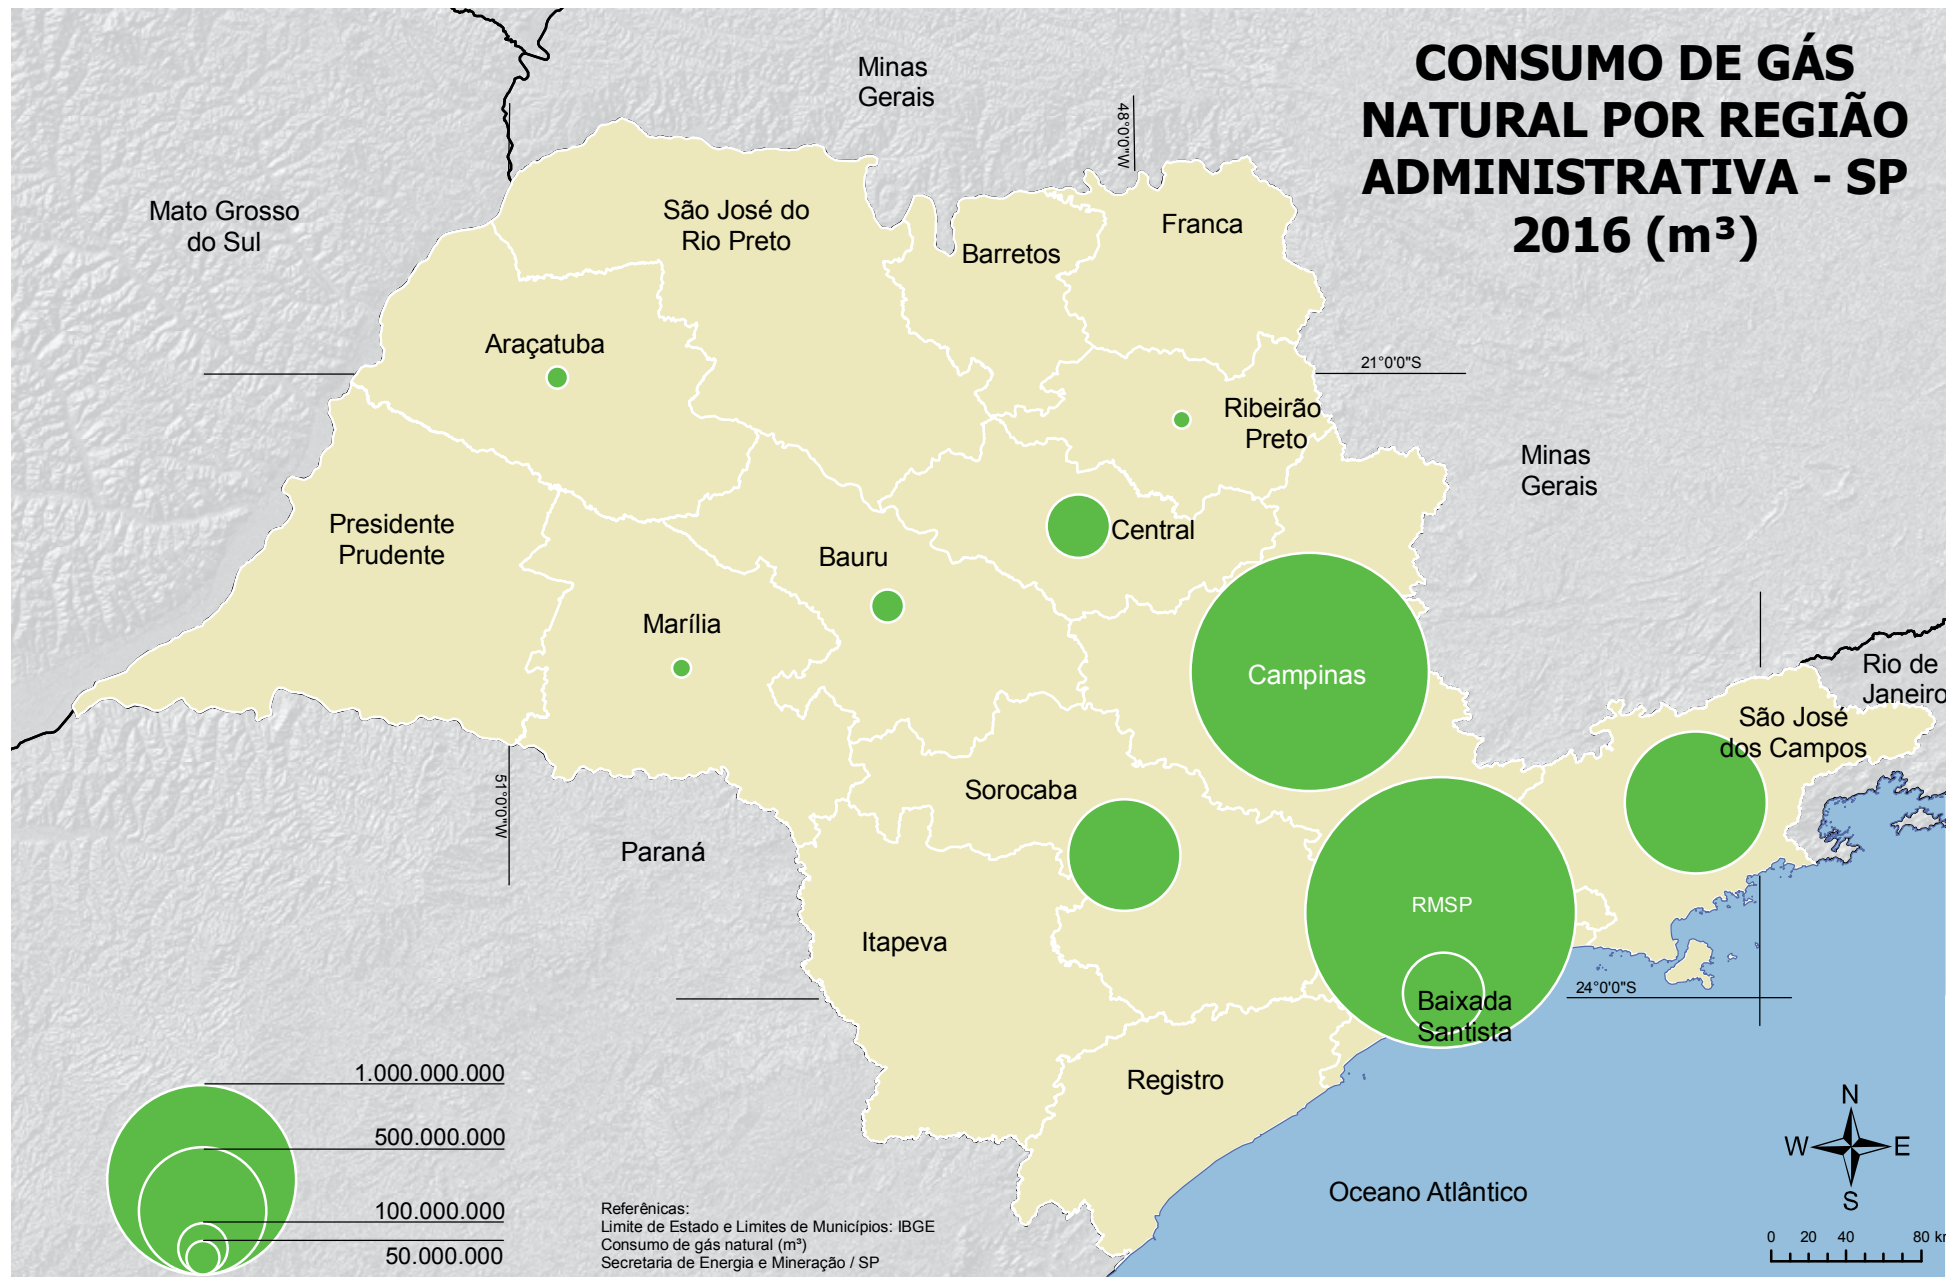 CONSUMO DE GÁS
NATURAL POR REGIÃO
ADMINISTRATIVA - SP
2016 (m³)
Minas
Gerais
48°0'0"W
Mato Grosso
do Sul
São José do
Rio Preto
Barretos
Franca
Araçatuba
21°0'0"S
Ribeirão
Preto
Minas
Gerais
Presidente
Prudente
Central
Bauru
Marília
Campinas
Rio de
Janeiro
São José
dos Campos
51°0'0"W
Sorocaba
Paraná
RMSP
Itapeva
24°0'0"S
Baixada
Santista
Registro
1.000.000.000
500.000.000
100.000.000
50.000.000
Referênicas:
Limite de Estado e Limites de Municípios: IBGE
Consumo de gás natural (m³)
Secretaria de Energia e Mineração / SP
Oceano Atlântico
N
W E
S
0 20 40 80 km